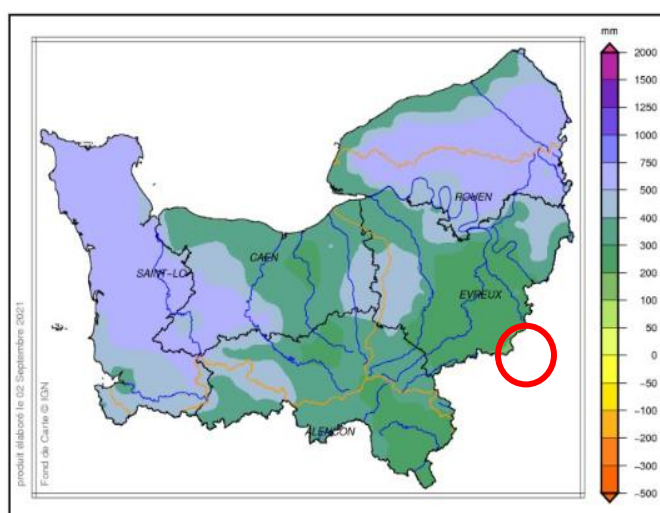 mm
2000
1500
1250
1000
750
500
400
300
200
100
50
0
-50
-100
-200
-300
-500
ROUEN
CAEN
SAINT-LO
EVREUX
ALENCON
produit élaboré le 02 Septembre 2021
Fond de Carte © IGN